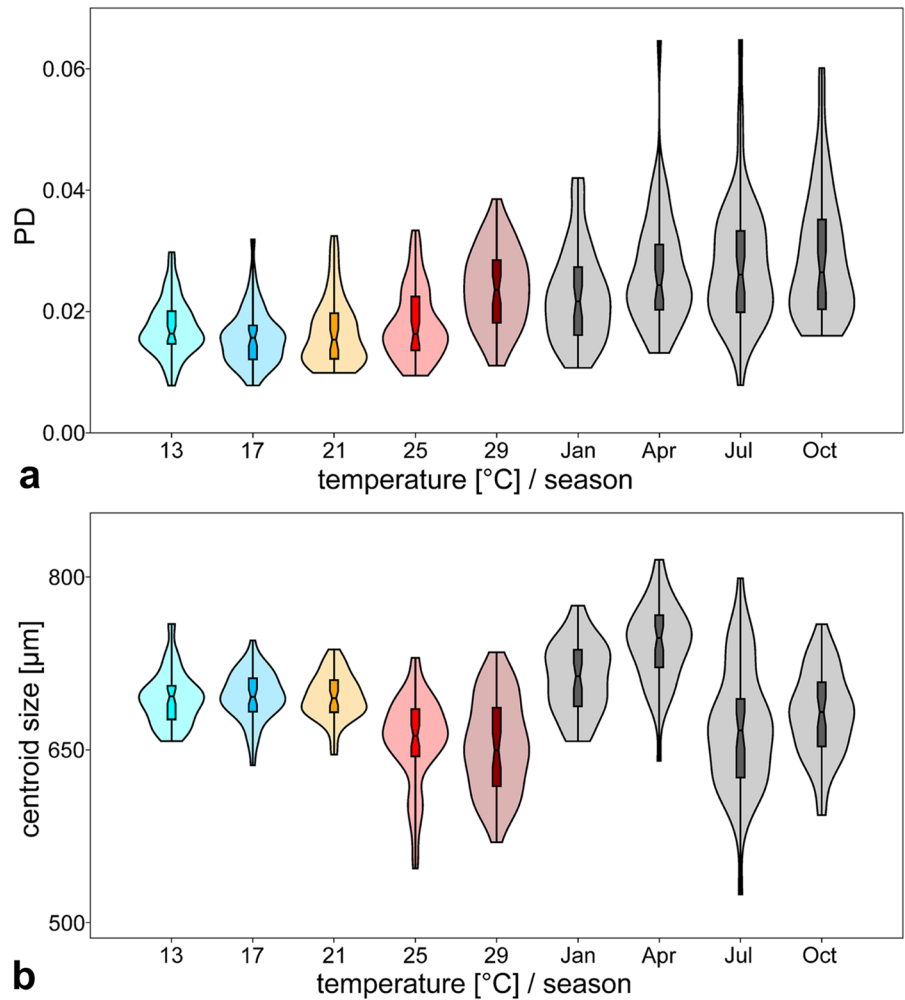 0.06
0.04
PD
0.02
0.00
13 17 21 25 29 Jan Apr Jul Oct
a temperature [°C] / season
800
centroid size [µm]
650
500
13 17 21 25 29 Jan Apr Jul Oct
b temperature [°C] / season